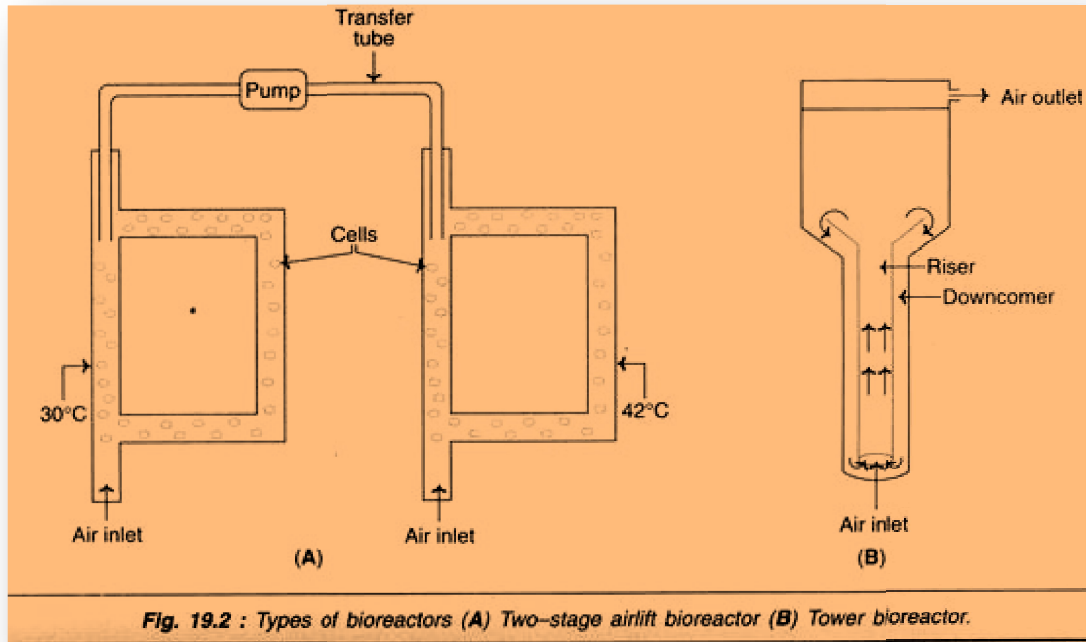 Transfer
tube
Pump
Air outlet
Cells
Riser
Downcomer
30°C
42°C
Air inlet
Air inlet
Air inlet
(A)
(B)
Fig. 19.2 : Types of bioreactors (A) Two–stage airlift bioreactor (B) Tower bioreactor.